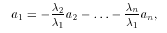 $a_1 = -\frac{\lambda_2}{\lambda_1} a_2 - \ldots - \frac{\lambda_n}{\lambda_1} a_n,$